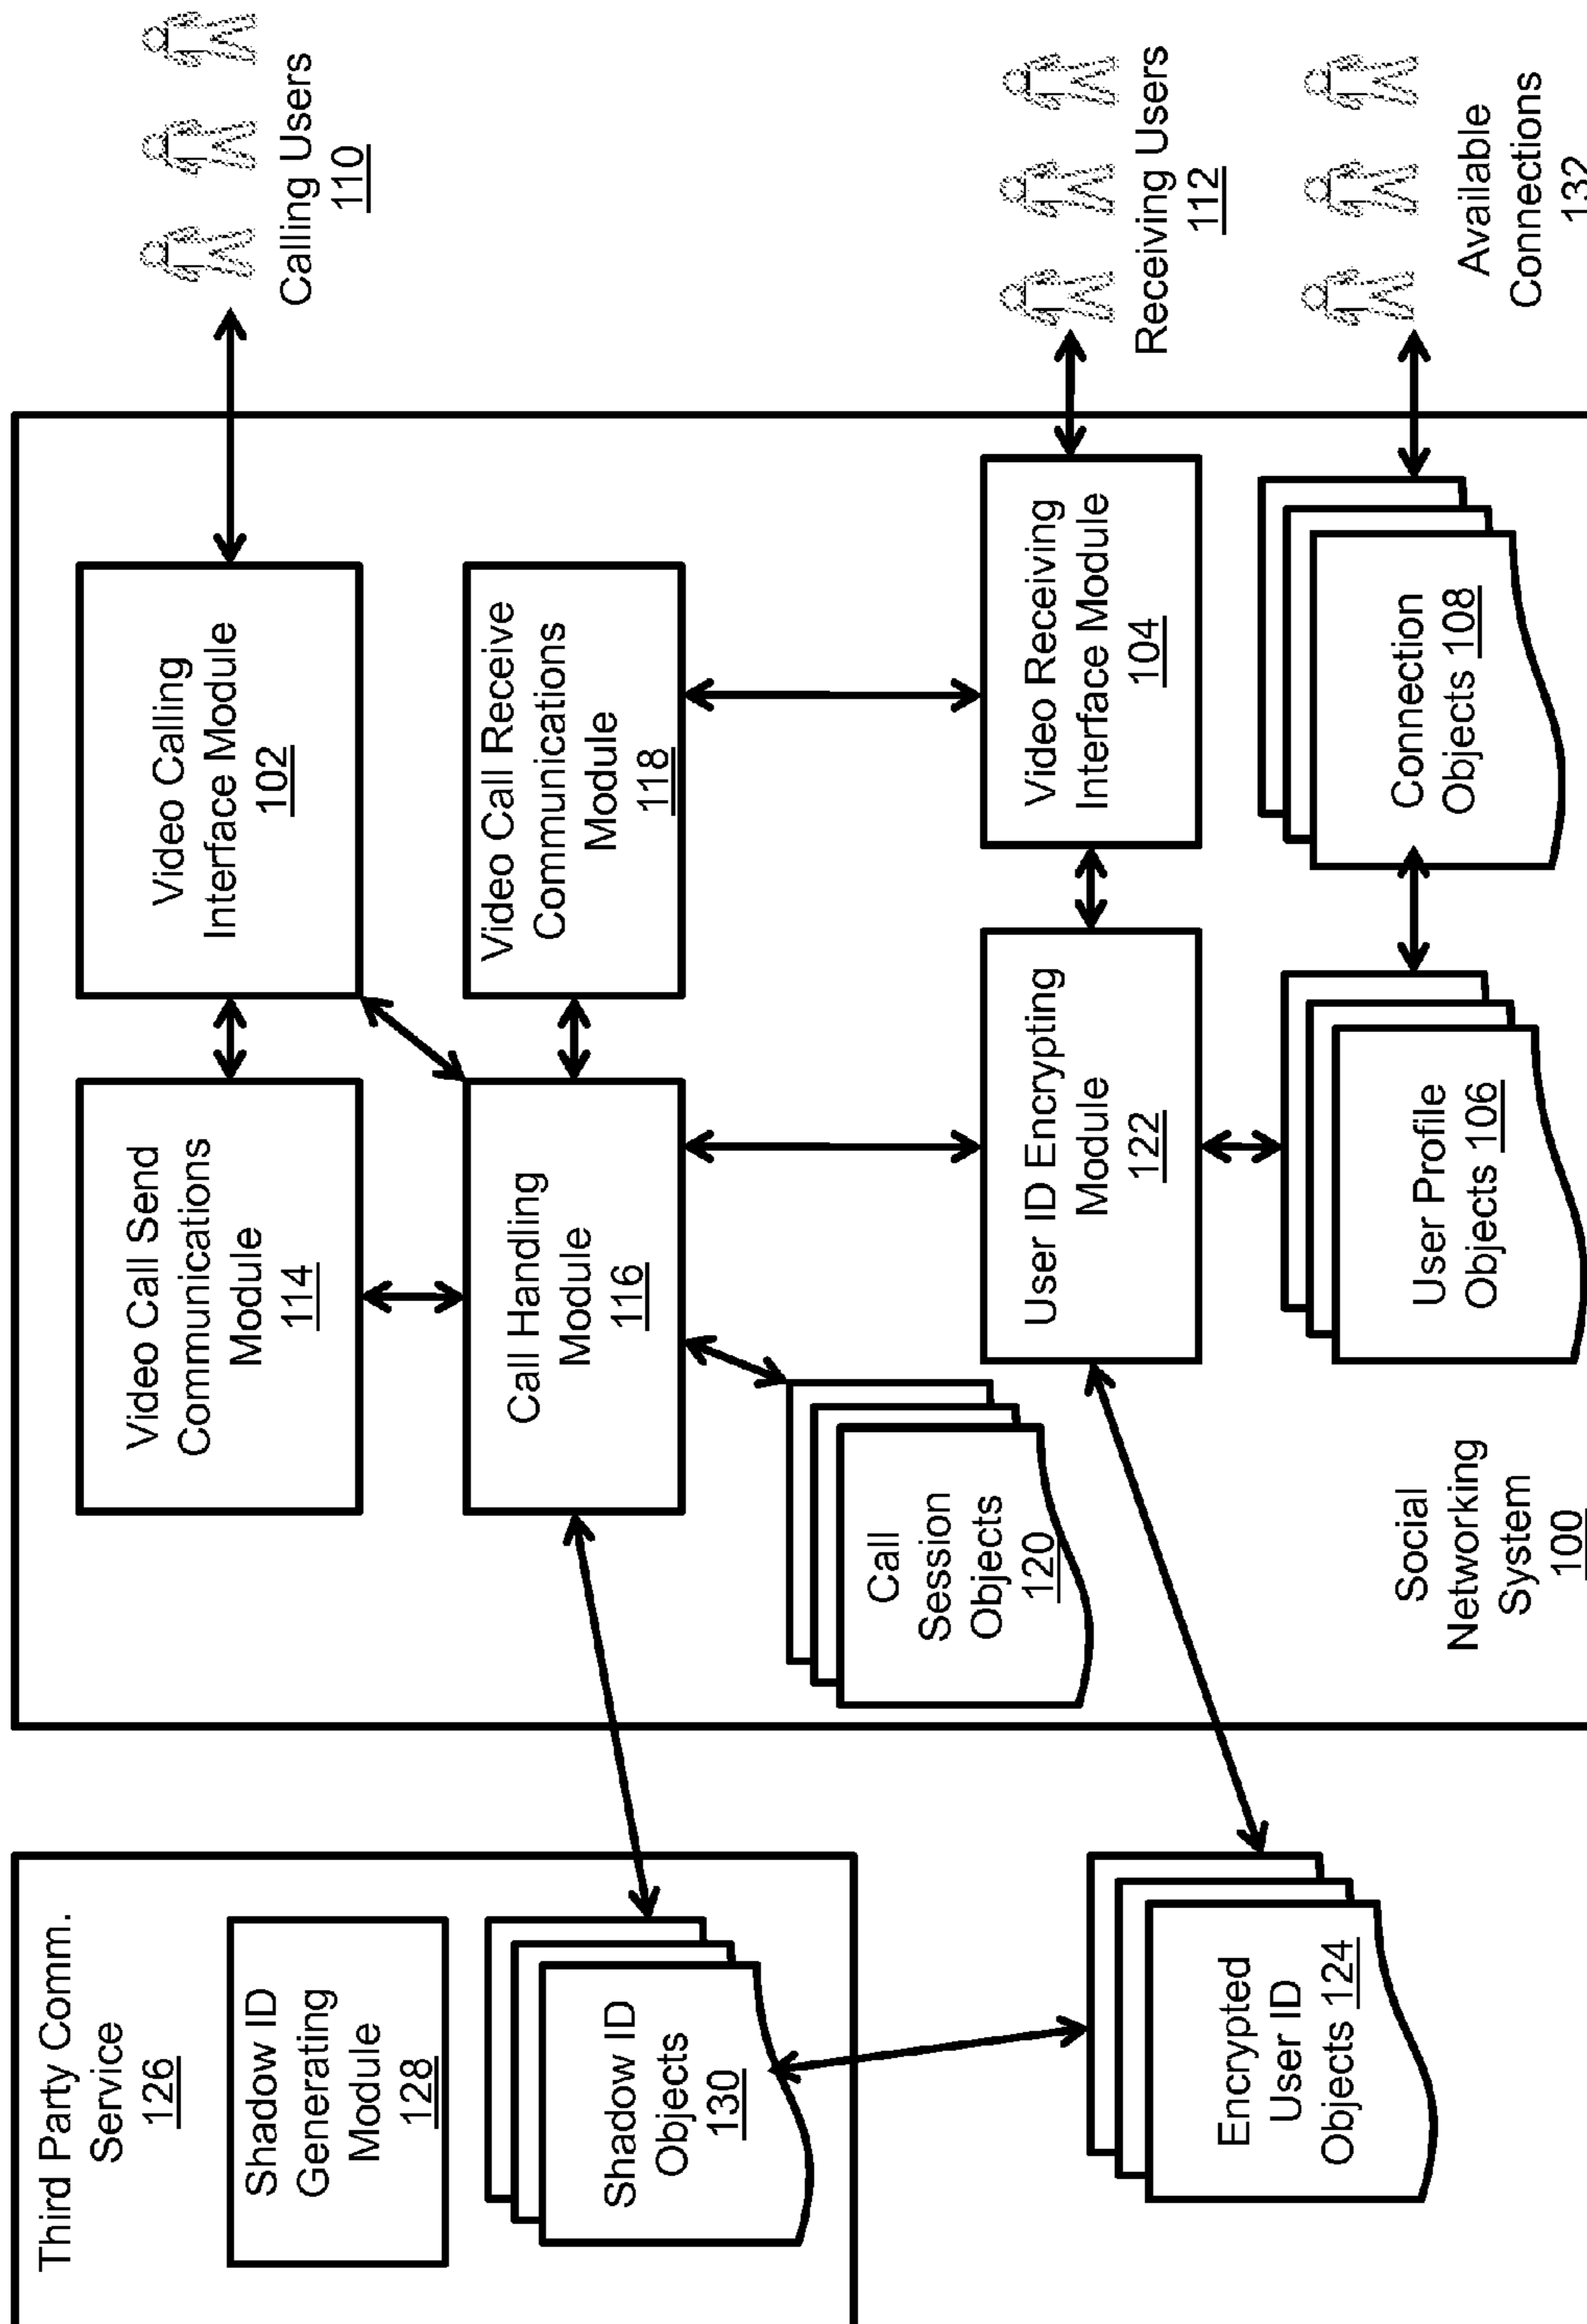 Third Party Comm.
Service
126
Shadow ID
Generating
Module
128
Shadow ID
Objects
130
Encrypted
User ID
Objects 124
Video Call Send
Communications
Module
114
Video Calling
Interface Module
102
Calling Users
110
Call Handling
Module
116
Video Call Receive
Communications
Module
118
Call
Session
Objects
120
User ID Encrypting
Module
122
Video Receiving
Interface Module
104
Receiving Users
112
Social
Networking
System
100
User Profile
Objects 106
Connection
Objects 108
Available
Connections
132